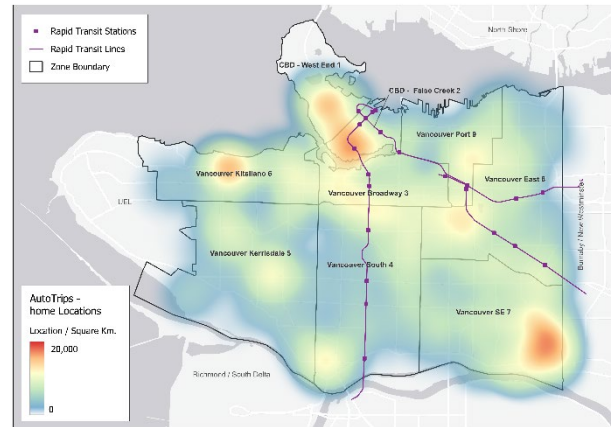 Rapid Transit Stations
Rapid Transit Lines
Zone Boundary
North Shore
CBD - West End 1
CBD - False Creek 2
Vancouver Port 9
Vancouver Kitsilano 6
Vancouver East 8
Vancouver Broadway 3
UEL
Burnaby / New Westminster
Vancouver Kerrisdale 5
Vancouver South 4
Vancouver SE 7
Richmond / South Delta
AutoTrips -
home Locations
Location / Square Km.
20,000
0